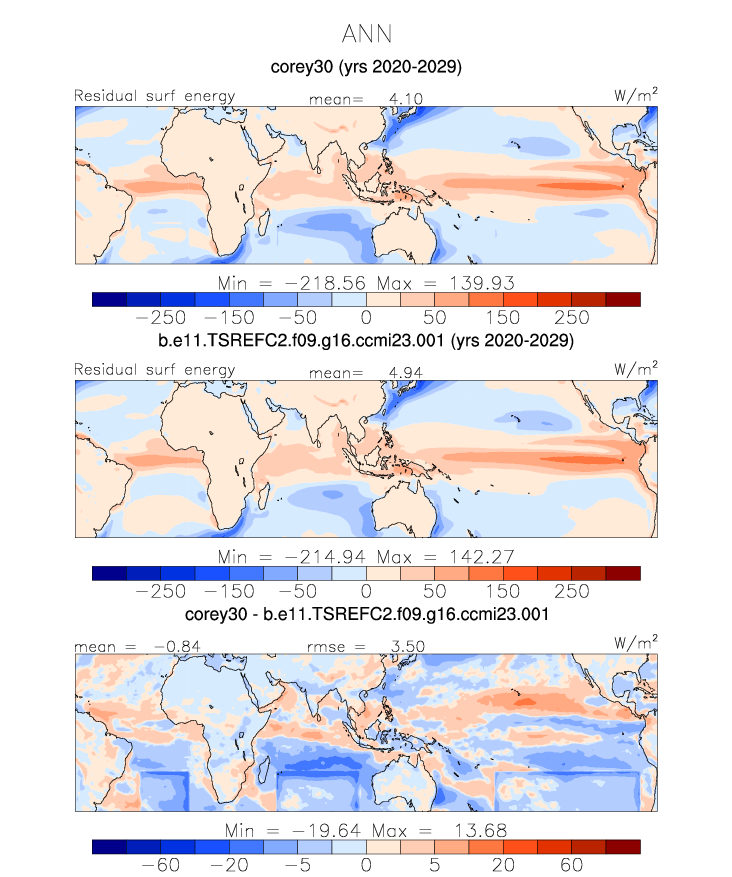 ANN
corey30 (yrs 2020-2029)
Residual surf energy mean= 4.10 W/m²
Min = −218.56 Max = 139.93
−250 −150 −50 0 50 150 250
b.e11.TSREFC2.f09.g16.ccmi23.001 (yrs 2020-2029)
Residual surf energy mean= 4.94 W/m²
Min = −214.94 Max = 142.27
−250 −150 −50 0 50 150 250
corey30 - b.e11.TSREFC2.f09.g16.ccmi23.001
mean = −0.84 rmse = 3.50 W/m²
Min = −19.64 Max = 13.68
−60 −20 −5 0 5 20 60